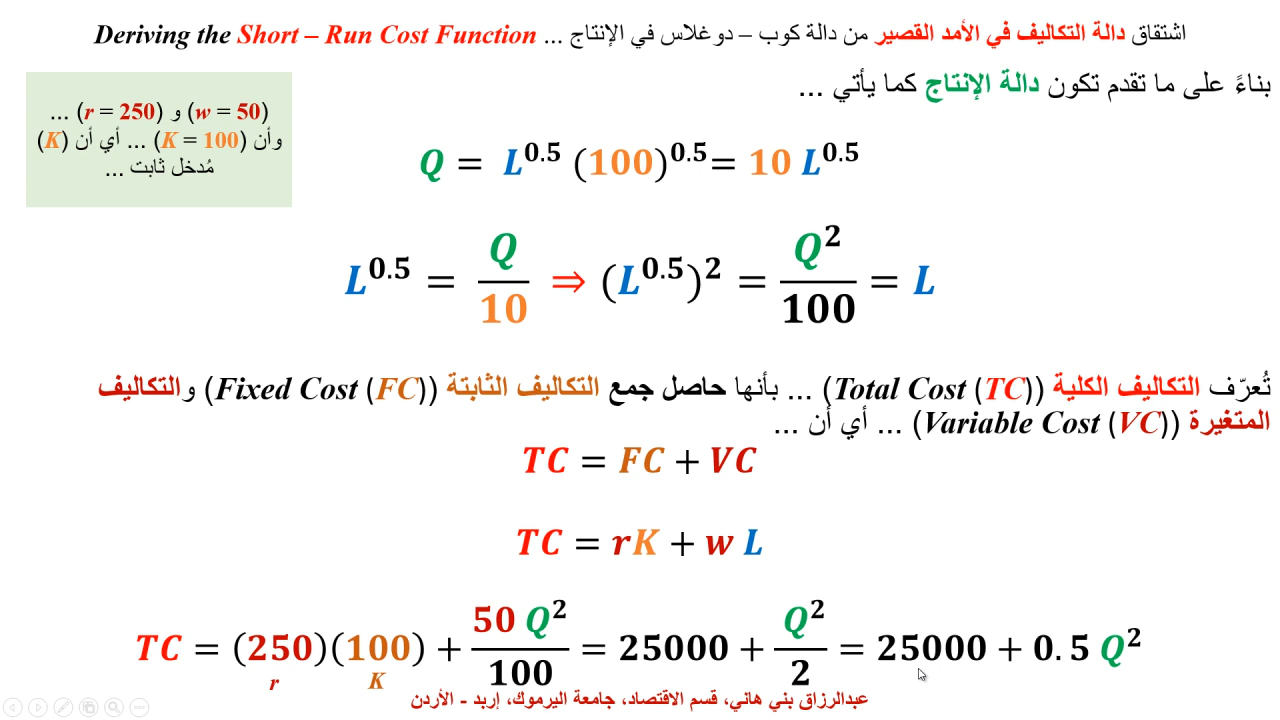 اشتقاق دالة التكاليف في الأمد القصير من دالة كوب – دوغلاس في الإنتاج ... Deriving the Short – Run Cost Function
بناءً على ما تقدم تكون دالة الإنتاج كما يأتي ...
(w = 50) و (r = 250) ...
وأن (K = 100) ... أي أن (K)
مُدخل ثابت ...
Q = L^0.5 (100)^0.5 = 10 L^0.5
L^0.5 = Q/10 ⇒ (L^0.5)^2 = Q^2/100 = L
تُعرّف التكاليف الكلية (Total Cost (TC)) ... بأنها حاصل جمع التكاليف الثابتة (Fixed Cost (FC)) والتكاليف
المتغيرة (Variable Cost (VC)) ... أي أن ...
TC = FC + VC
TC = rK + w L
TC = (250)(100) + 50 Q^2/100 = 25000 + Q^2/2 = 25000 + 0.5 Q^2
r K
عبدالرزاق بني هاني، قسم الاقتصاد، جامعة اليرموك، إربد - الأردن